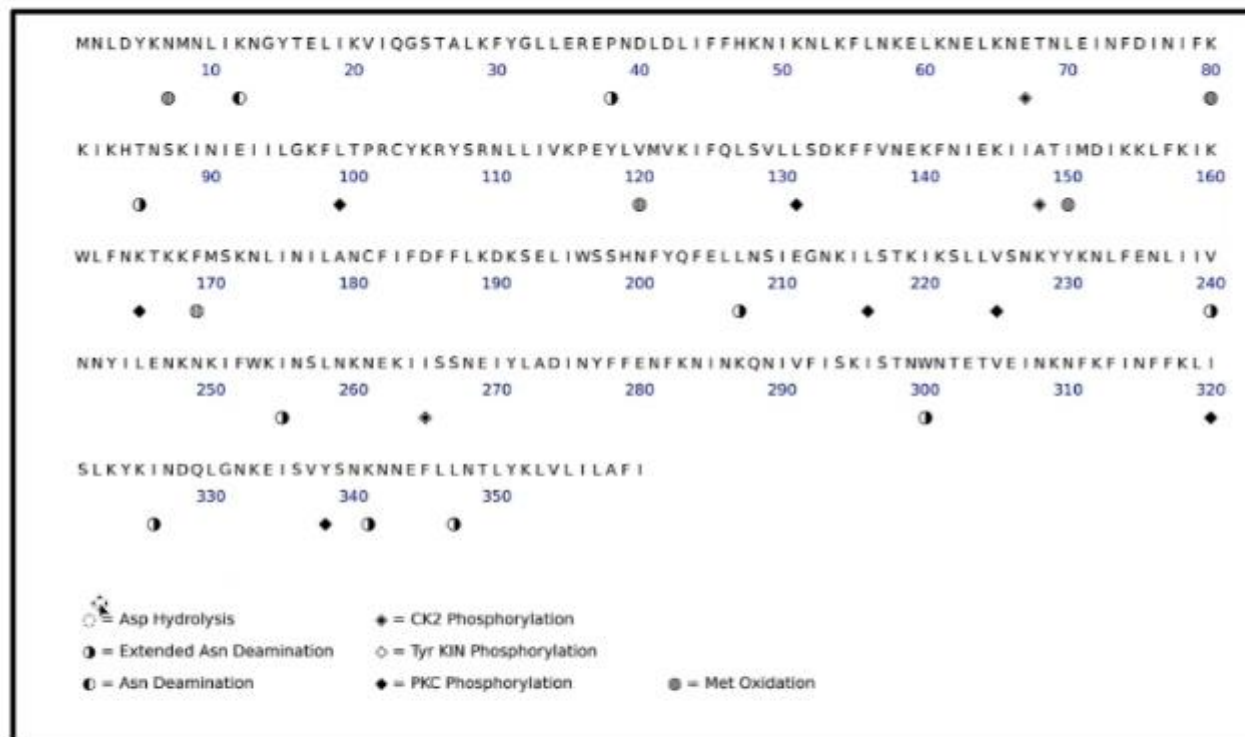 MNLDYKNMNLIKNGYTELIKVIQGSTALKFYGLLEREPNDLDLIFFHKNIKNLKFLNKELKNELKNETNLEINFDINIFK
10 20 30 40 50 60 70 80
KIKHTNSKINIEIILGKFLTPRCYKRYSRNLLIVKPEYLVMVKIFQLSVLLSDKFFVNEKFNIEKIIATIMDIKKLFKIK
90 100 110 120 130 140 150 160
WLFNKTKKFMSKNLINILANCFIFDFFLKDKSELIWSSHNFYQFELLNSIEGNKILSTKIKSLLVSNKYYKNLFENLIIV
170 180 190 200 210 220 230 240
NNYILENKNKIFWKINSLNKNEKIISSNEIYLADINYFFENFKNINKQNIVFISKISTNWNTETVEINKNFKFINFFKLI
250 260 270 280 290 300 310 320
SLKYKINDQLGNKEISVYSNKNNEFLLNTLYKLVLILAFI
330 340 350
= Asp Hydrolysis = CK2 Phosphorylation
= Extended Asn Deamination = Tyr KIN Phosphorylation
= Asn Deamination = PKC Phosphorylation = Met Oxidation